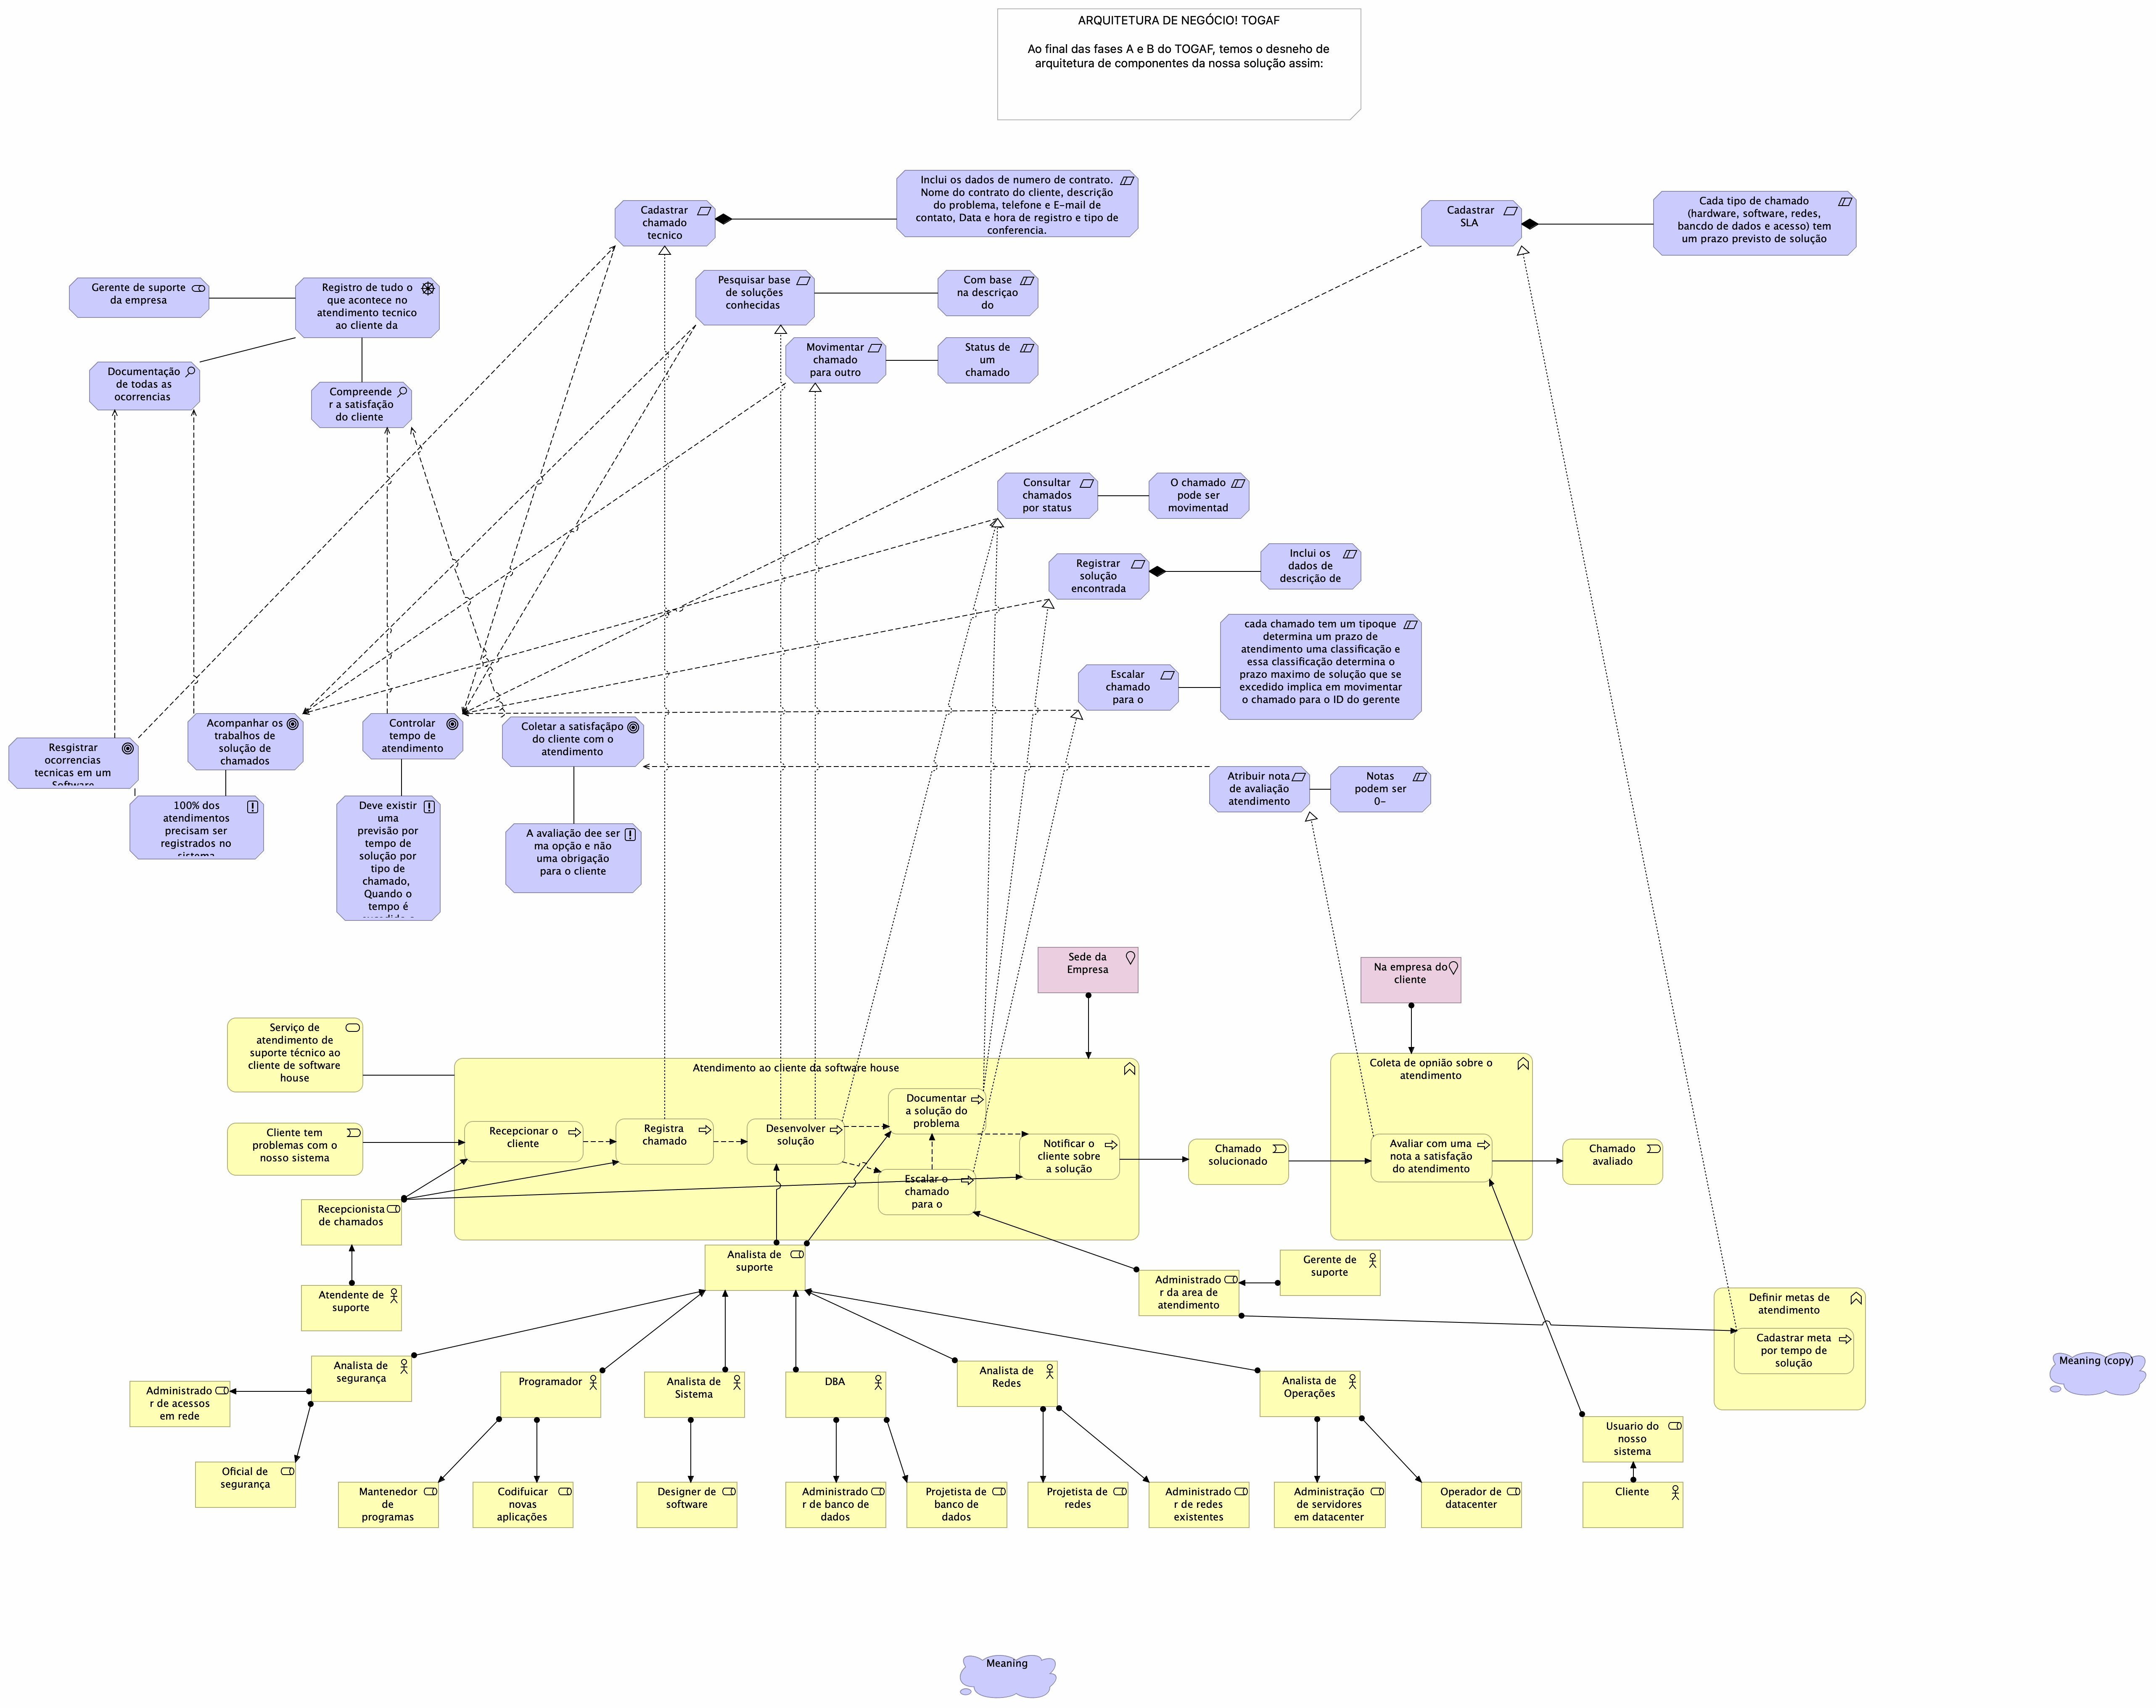 ARQUITETURA DE NEGÓCIO! TOGAF
Ao final das fases A e B do TOGAF, temos o desneho de
arquitetura de componentes da nossa solução assim:
Cadastrar
chamado
tecnico
Inclui os dados de numero de contrato.
Nome do contrato do cliente, descrição
do problema, telefone e E-mail de
contato, Data e hora de registro e tipo de
conferencia.
Cadastrar
SLA
Cada tipo de chamado
(hardware, software, redes,
bancdo de dados e acesso) tem
um prazo previsto de solução
Gerente de suporte
da empresa
Registro de tudo o
que acontece no
atendimento tecnico
ao cliente da
Pesquisar base
de soluções
conhecidas
Com base
na descriçao
do
Movimentar
chamado
para outro
Status de
um
chamado
Documentação
de todas as
ocorrencias
Compreende
r a satisfação
do cliente
Consultar
chamados
por status
O chamado
pode ser
movimentad
Registrar
solução
encontrada
Inclui os
dados de
descrição de
cada chamado tem um tipoque
determina um prazo de
atendimento uma classificação e
essa classificação determina o
prazo maximo de solução que se
excedido implica em movimentar
o chamado para o ID do gerente
Escalar
chamado
para o
Resgistrar
ocorrencias
tecnicas em um
Software
Acompanhar os
trabalhos de
solução de
chamados
Controlar
tempo de
atendimento
Coletar a satisfaçãpo
do cliente com o
atendimento
Atribuir nota
de avaliação
atendimento
Notas
podem ser
0-
100% dos
atendimentos
precisam ser
registrados no
sistema
Deve existir
uma
previsão por
tempo de
solução por
tipo de
chamado,
Quando o
tempo é
A avaliação dee ser
ma opção e não
uma obrigação
para o cliente
Sede da
Empresa
Na empresa do
cliente
Serviço de
atendimento de
suporte técnico ao
cliente de software
house
Atendimento ao cliente da software house
Coleta de opnião sobre o
atendimento
Cliente tem
problemas com o
nosso sistema
Recepcionar o
cliente
Registra
chamado
Desenvolver
solução
Documentar
a solução do
problema
Notificar o
cliente sobre
a solução
Escalar o
chamado
para o
Chamado
solucionado
Avaliar com uma
nota a satisfação
do atendimento
Chamado
avaliado
Recepcionista
de chamados
Analista de
suporte
Gerente de
suporte
Administrado
r da area de
atendimento
Atendente de
suporte
Definir metas de
atendimento
Cadastrar meta
por tempo de
solução
Meaning (copy)
Analista de
segurança
Administrado
r de acessos
em rede
Programador
Analista de
Sistema
DBA
Analista de
Redes
Analista de
Operações
Usuario do
nosso
sistema
Oficial de
segurança
Mantenedor
de
programas
Codifuicar
novas
aplicações
Designer de
software
Administrado
r de banco de
dados
Projetista de
banco de
dados
Projetista de
redes
Administrado
r de redes
existentes
Administração
de servidores
em datacenter
Operador de
datacenter
Cliente
Meaning